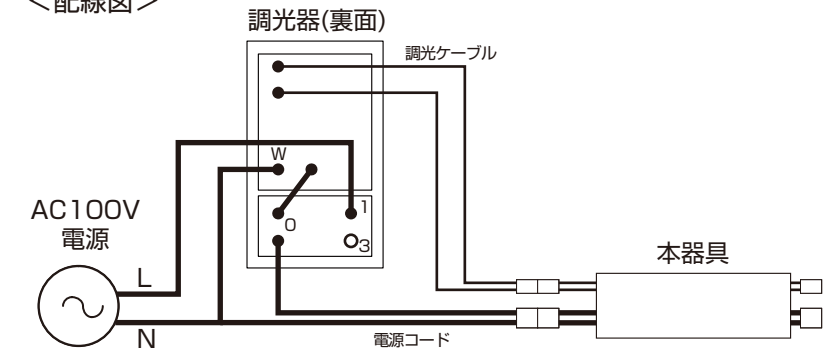 ＜配線図＞
調光器(裏面)
調光ケーブル
W
1
0
3
AC100V
電源
L
N
本器具
電源コード